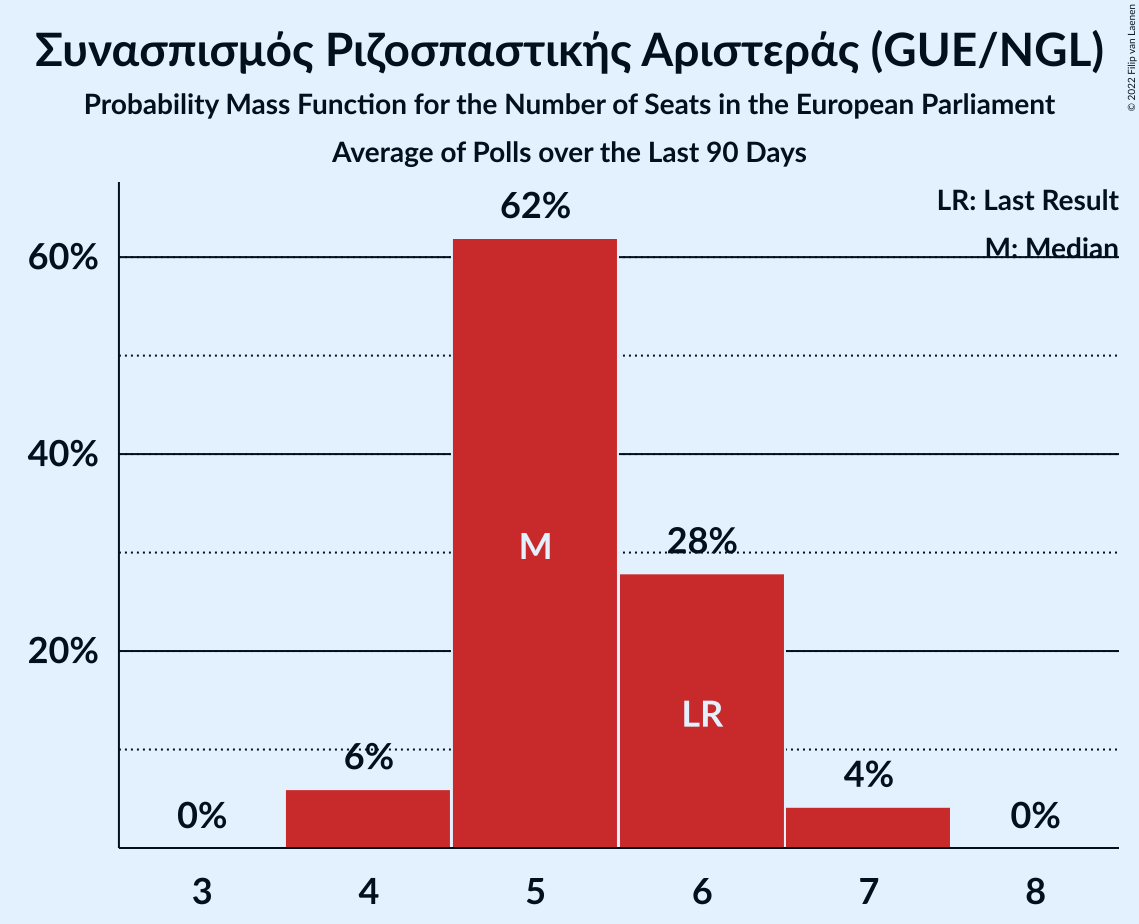 Συνασπισμός Ριζοσπαστικής Αριστεράς (GUE/NGL)
Probability Mass Function for the Number of Seats in the European Parliament
Average of Polls over the Last 90 Days
© 2022 Filip van Laenen
LR: Last Result
M: Median
62%
60%
40%
28%
M
20%
LR
6%
4%
0%
0%
3 4 5 6 7 8